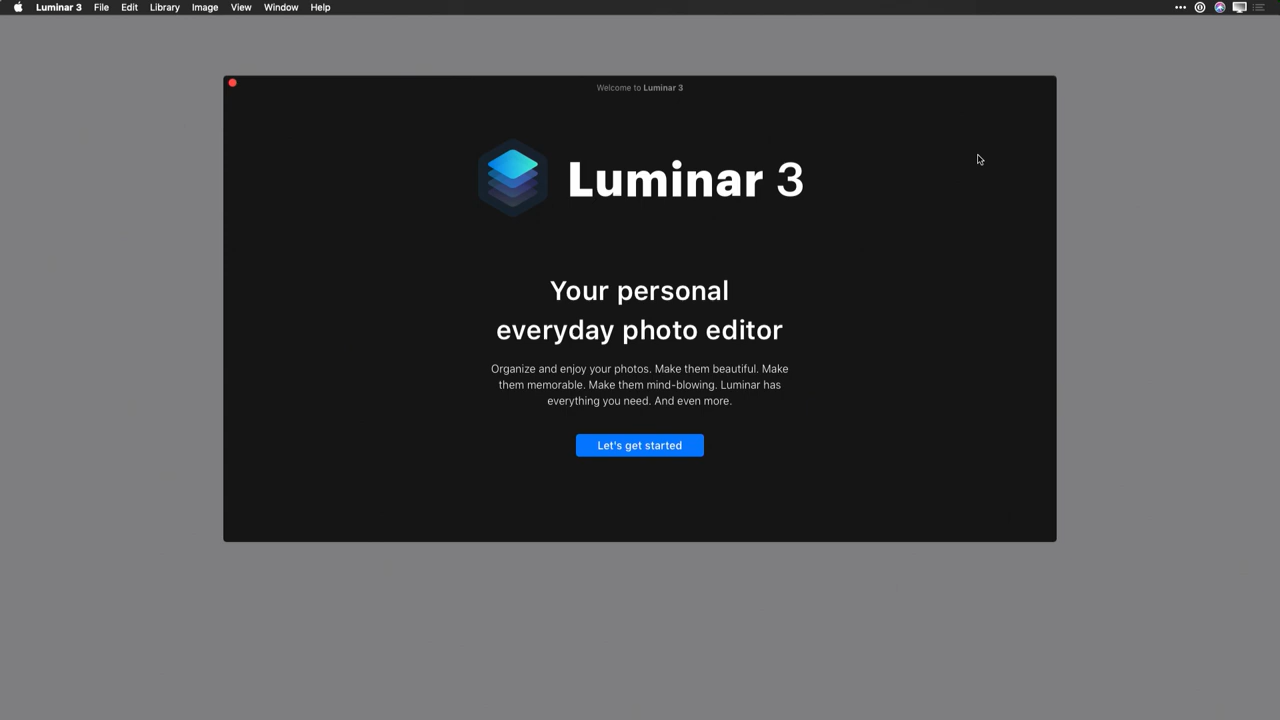 Luminar 3 File Edit Library Image View Window Help
Welcome to Luminar 3
Luminar 3
Your personal
everyday photo editor
Organize and enjoy your photos. Make them beautiful. Make
them memorable. Make them mind-blowing. Luminar has
everything you need. And even more.
Let's get started